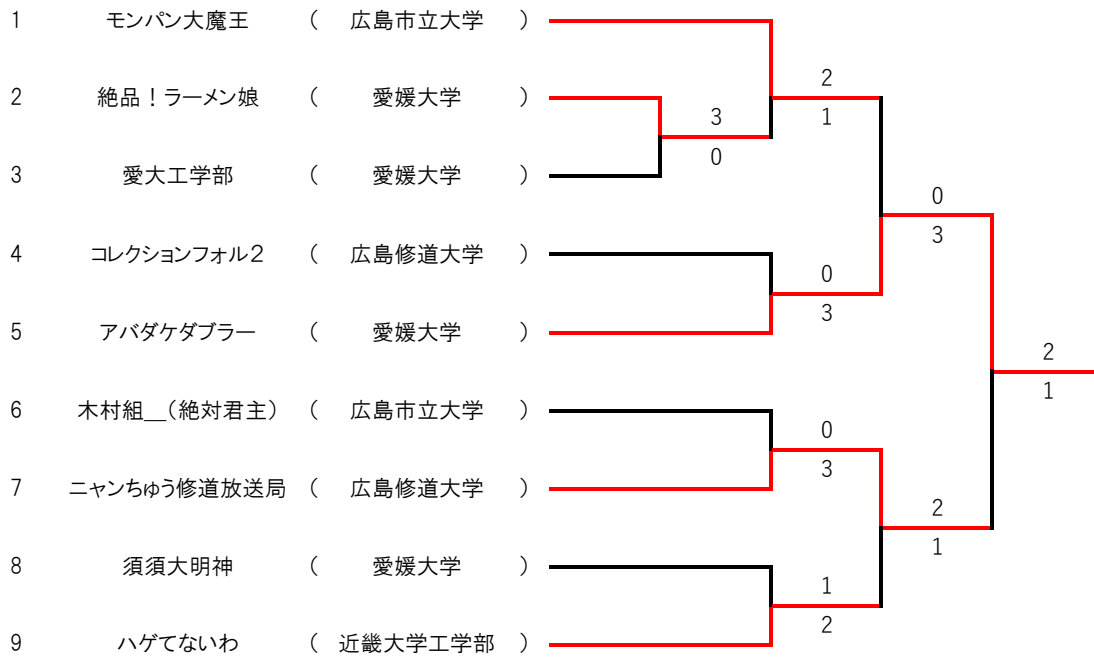 1 モンパン大魔王 ( 広島市立大学 )
2
2 絶品！ラーメン娘 ( 愛媛大学 )
3
1
0
3 愛大工学部 ( 愛媛大学 )
0
3
4 コレクションフォル２ ( 広島修道大学 )
0
3
5 アバダケダブラー ( 愛媛大学 )
2
1
6 木村組__（絶対君主） ( 広島市立大学 )
0
3
7 ニャンちゅう修道放送局 ( 広島修道大学 )
2
1
8 須須大明神 ( 愛媛大学 )
1
2
9 ハゲてないわ ( 近畿大学工学部 )